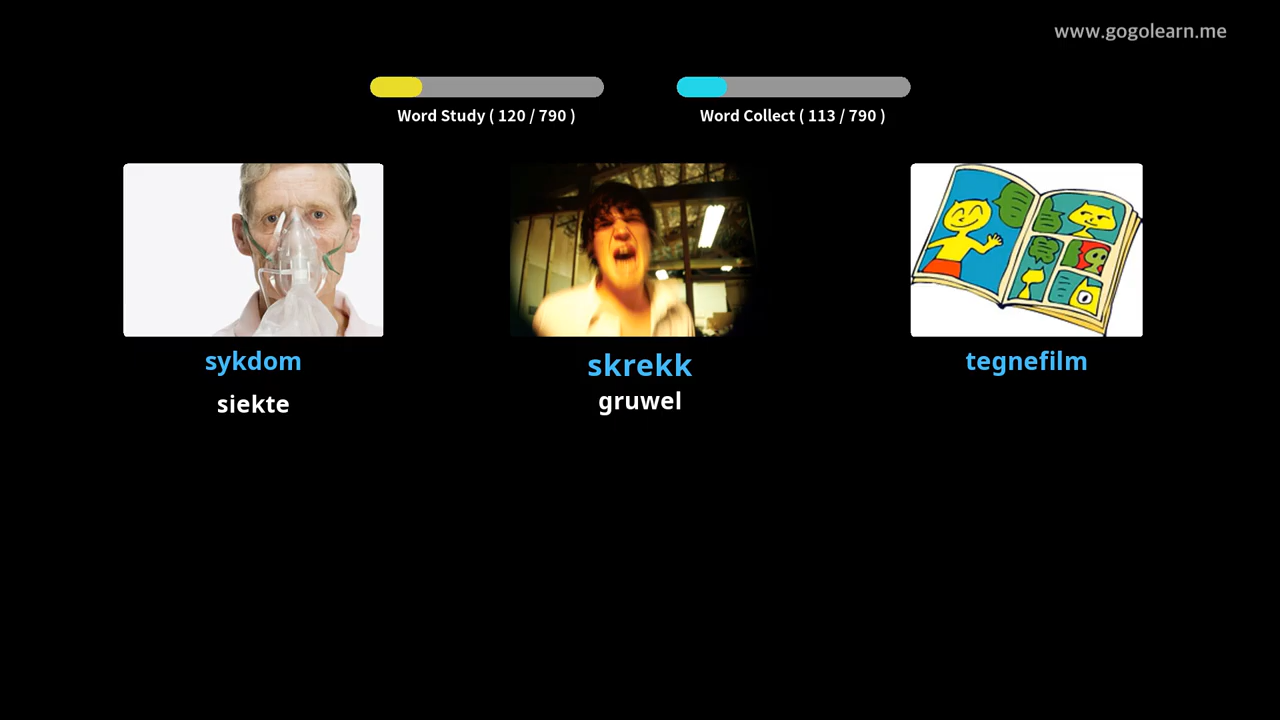 www.gogolearn.me
Word Study ( 120 / 790 )
Word Collect ( 113 / 790 )
sykdom
siekte
skrekk
gruwel
tegnefilm